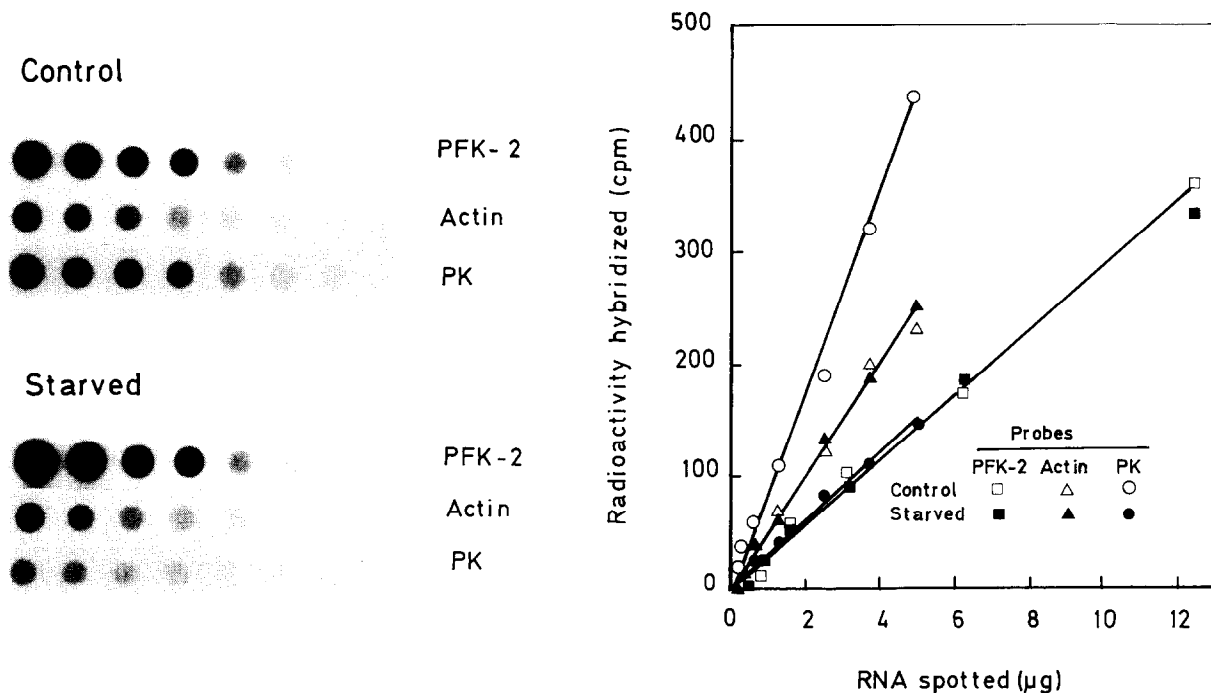 Control
PFK-2
Actin
PK
Starved
PFK-2
Actin
PK
Radioactivity hybridized (cpm)
500
400
300
200
100
0
0 2 4 6 8 10 12
RNA spotted (µg)
Probes
PFK-2 Actin PK
Control
Starved